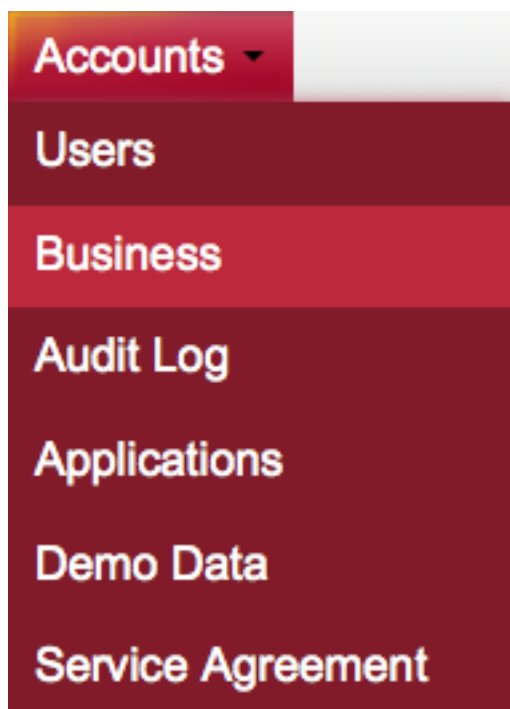 Accounts
Users
Business
Audit Log
Applications
Demo Data
Service Agreement